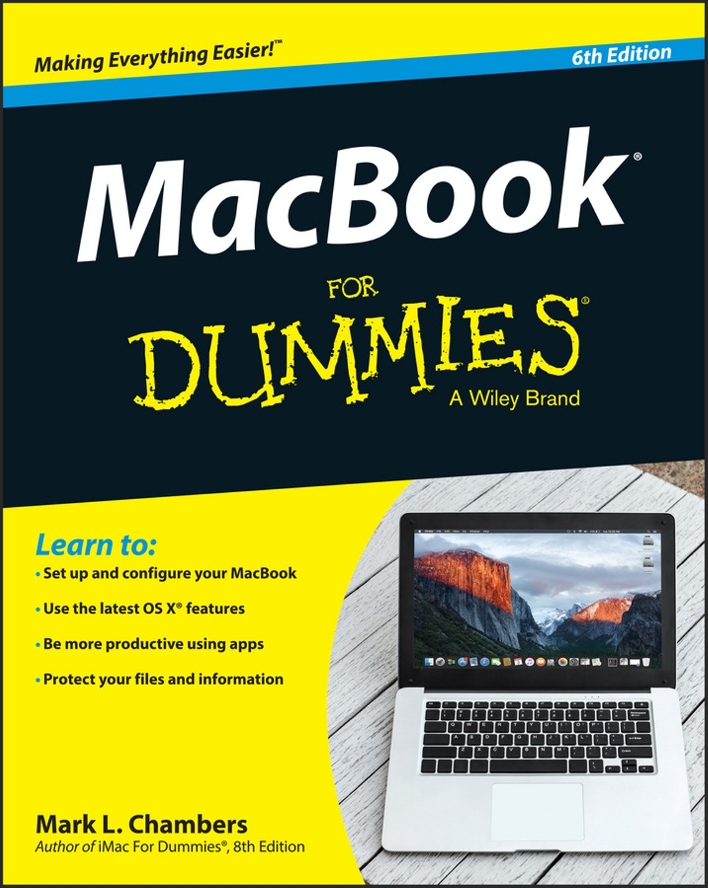 Making Everything Easier!™
6th Edition
MacBook®
FOR
DUMMIES®
A Wiley Brand
Learn to:
• Set up and configure your MacBook
• Use the latest OS X® features
• Be more productive using apps
• Protect your files and information
Mark L. Chambers
Author of iMac For Dummies®, 8th Edition